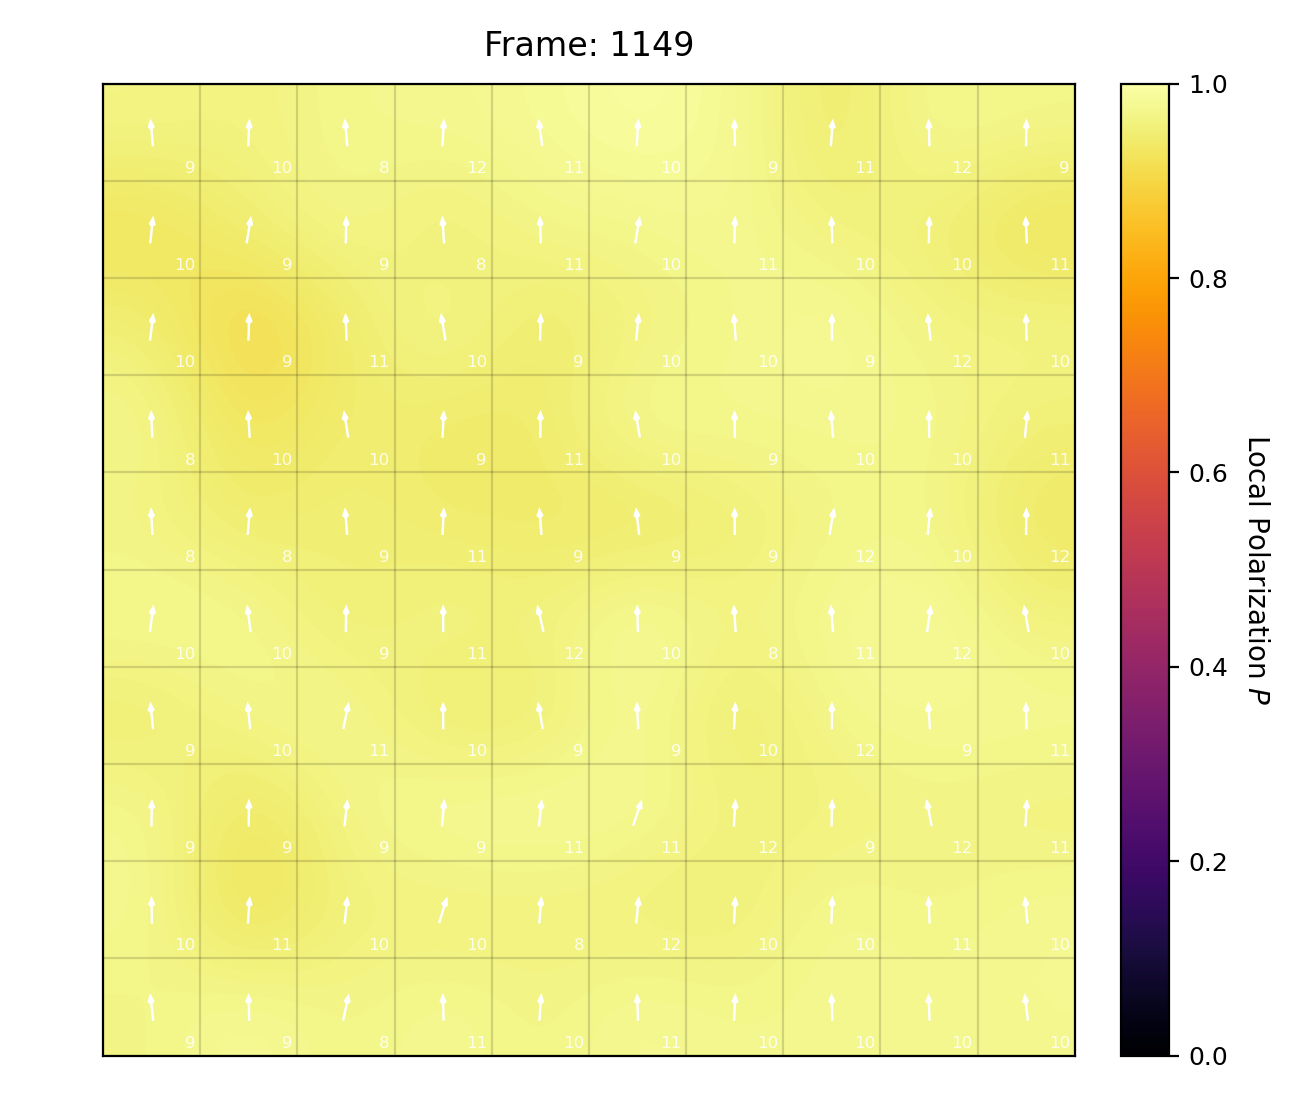 Frame: 1149
9 10 8 12 11 10 9 11 12 9
10 9 9 8 11 10 11 10 10 11
10 9 11 10 9 10 10 9 12 10
8 10 10 9 11 10 9 10 10 11
8 8 9 11 9 9 9 12 10 12
10 10 9 11 12 10 8 11 12 10
9 10 11 10 9 9 10 12 9 11
9 9 9 9 11 11 12 9 12 11
10 11 10 10 8 12 10 10 11 10
9 9 8 11 10 11 10 10 10 10
1.0
0.8
0.6
0.4
0.2
0.0
Local Polarization P